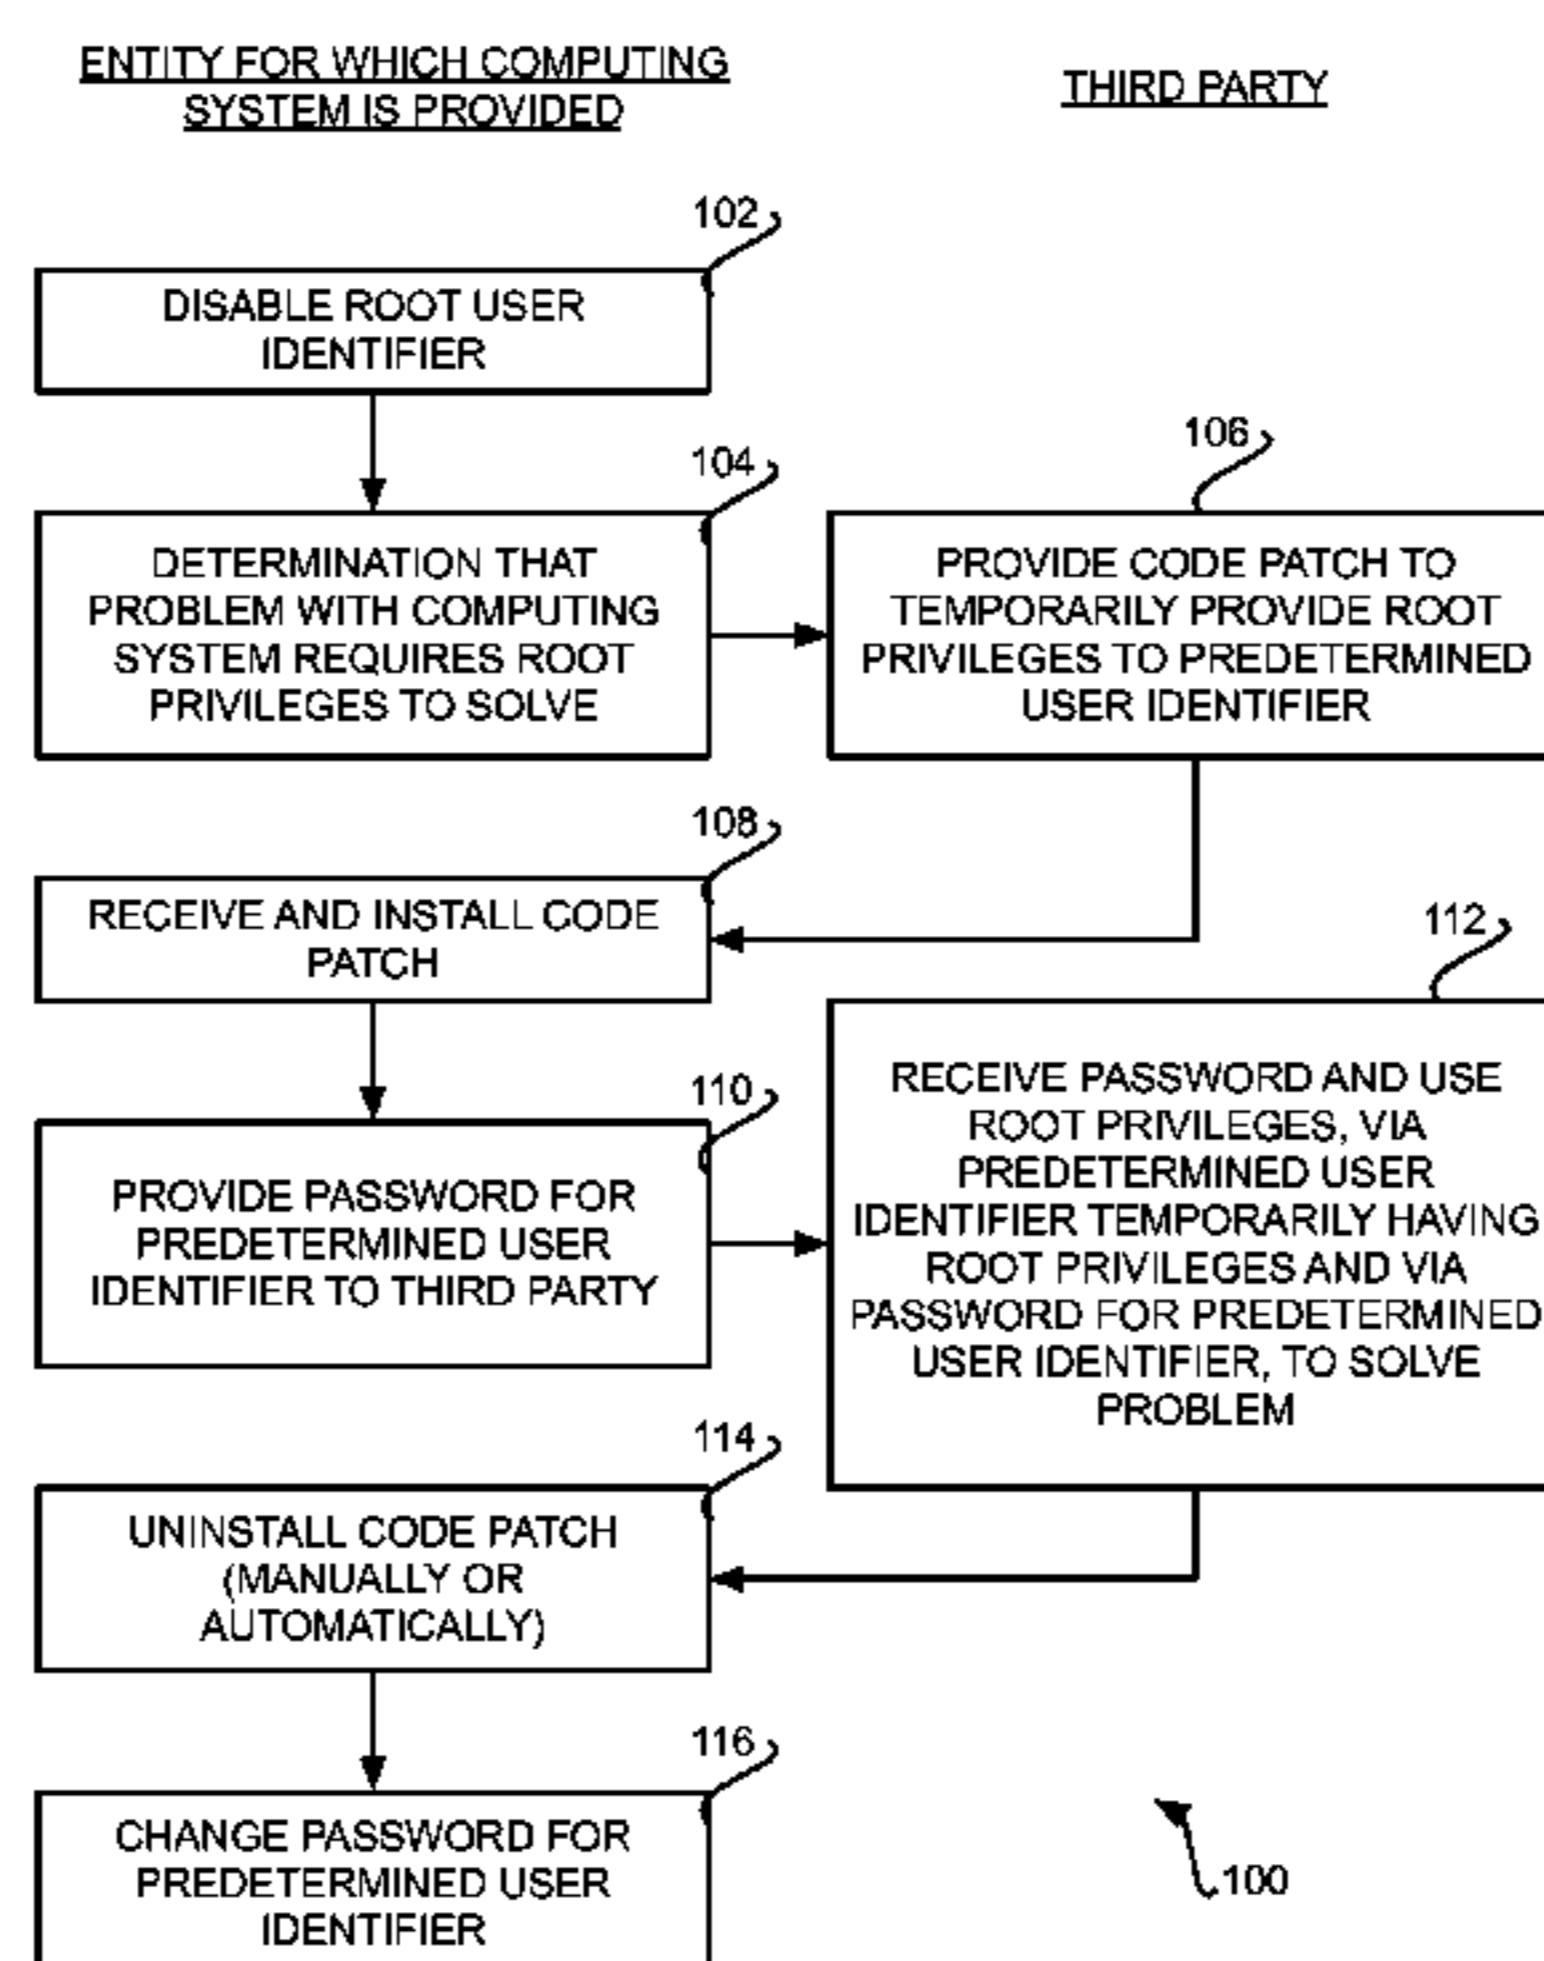 ENTITY FOR WHICH COMPUTING
SYSTEM IS PROVIDED
THIRD PARTY
102
DISABLE ROOT USER
IDENTIFIER
104
DETERMINATION THAT
PROBLEM WITH COMPUTING
SYSTEM REQUIRES ROOT
PRIVILEGES TO SOLVE
106
PROVIDE CODE PATCH TO
TEMPORARILY PROVIDE ROOT
PRIVILEGES TO PREDETERMINED
USER IDENTIFIER
108
RECEIVE AND INSTALL CODE
PATCH
110
PROVIDE PASSWORD FOR
PREDETERMINED USER
IDENTIFIER TO THIRD PARTY
112
RECEIVE PASSWORD AND USE
ROOT PRIVILEGES, VIA
PREDETERMINED USER
IDENTIFIER TEMPORARILY HAVING
ROOT PRIVILEGES AND VIA
PASSWORD FOR PREDETERMINED
USER IDENTIFIER, TO SOLVE
PROBLEM
114
UNINSTALL CODE PATCH
(MANUALLY OR
AUTOMATICALLY)
116
CHANGE PASSWORD FOR
PREDETERMINED USER
IDENTIFIER
100